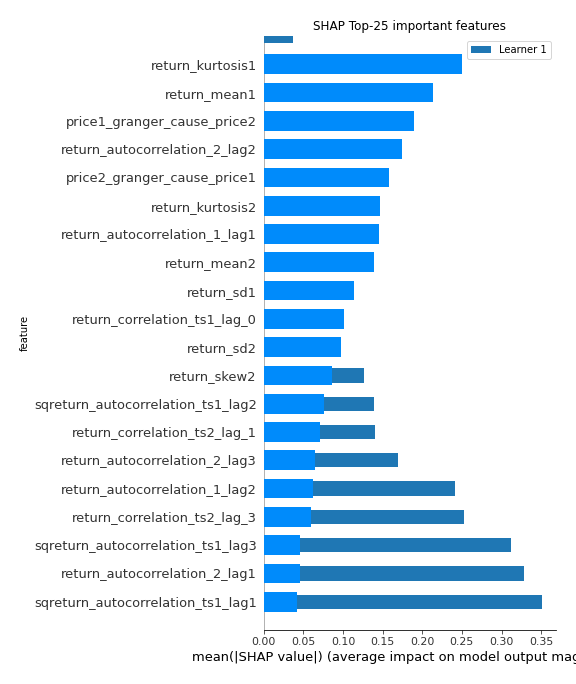 SHAP Top-25 important features
Learner 1
return_kurtosis1
return_mean1
price1_granger_cause_price2
return_autocorrelation_2_lag2
price2_granger_cause_price1
return_kurtosis2
return_autocorrelation_1_lag1
return_mean2
return_sd1
return_correlation_ts1_lag_0
return_sd2
return_skew2
sqreturn_autocorrelation_ts1_lag2
return_correlation_ts2_lag_1
return_autocorrelation_2_lag3
return_autocorrelation_1_lag2
return_correlation_ts2_lag_3
sqreturn_autocorrelation_ts1_lag3
return_autocorrelation_2_lag1
sqreturn_autocorrelation_ts1_lag1
feature
0.00 0.05 0.10 0.15 0.20 0.25 0.30 0.35
mean(|SHAP value|) (average impact on model output mag